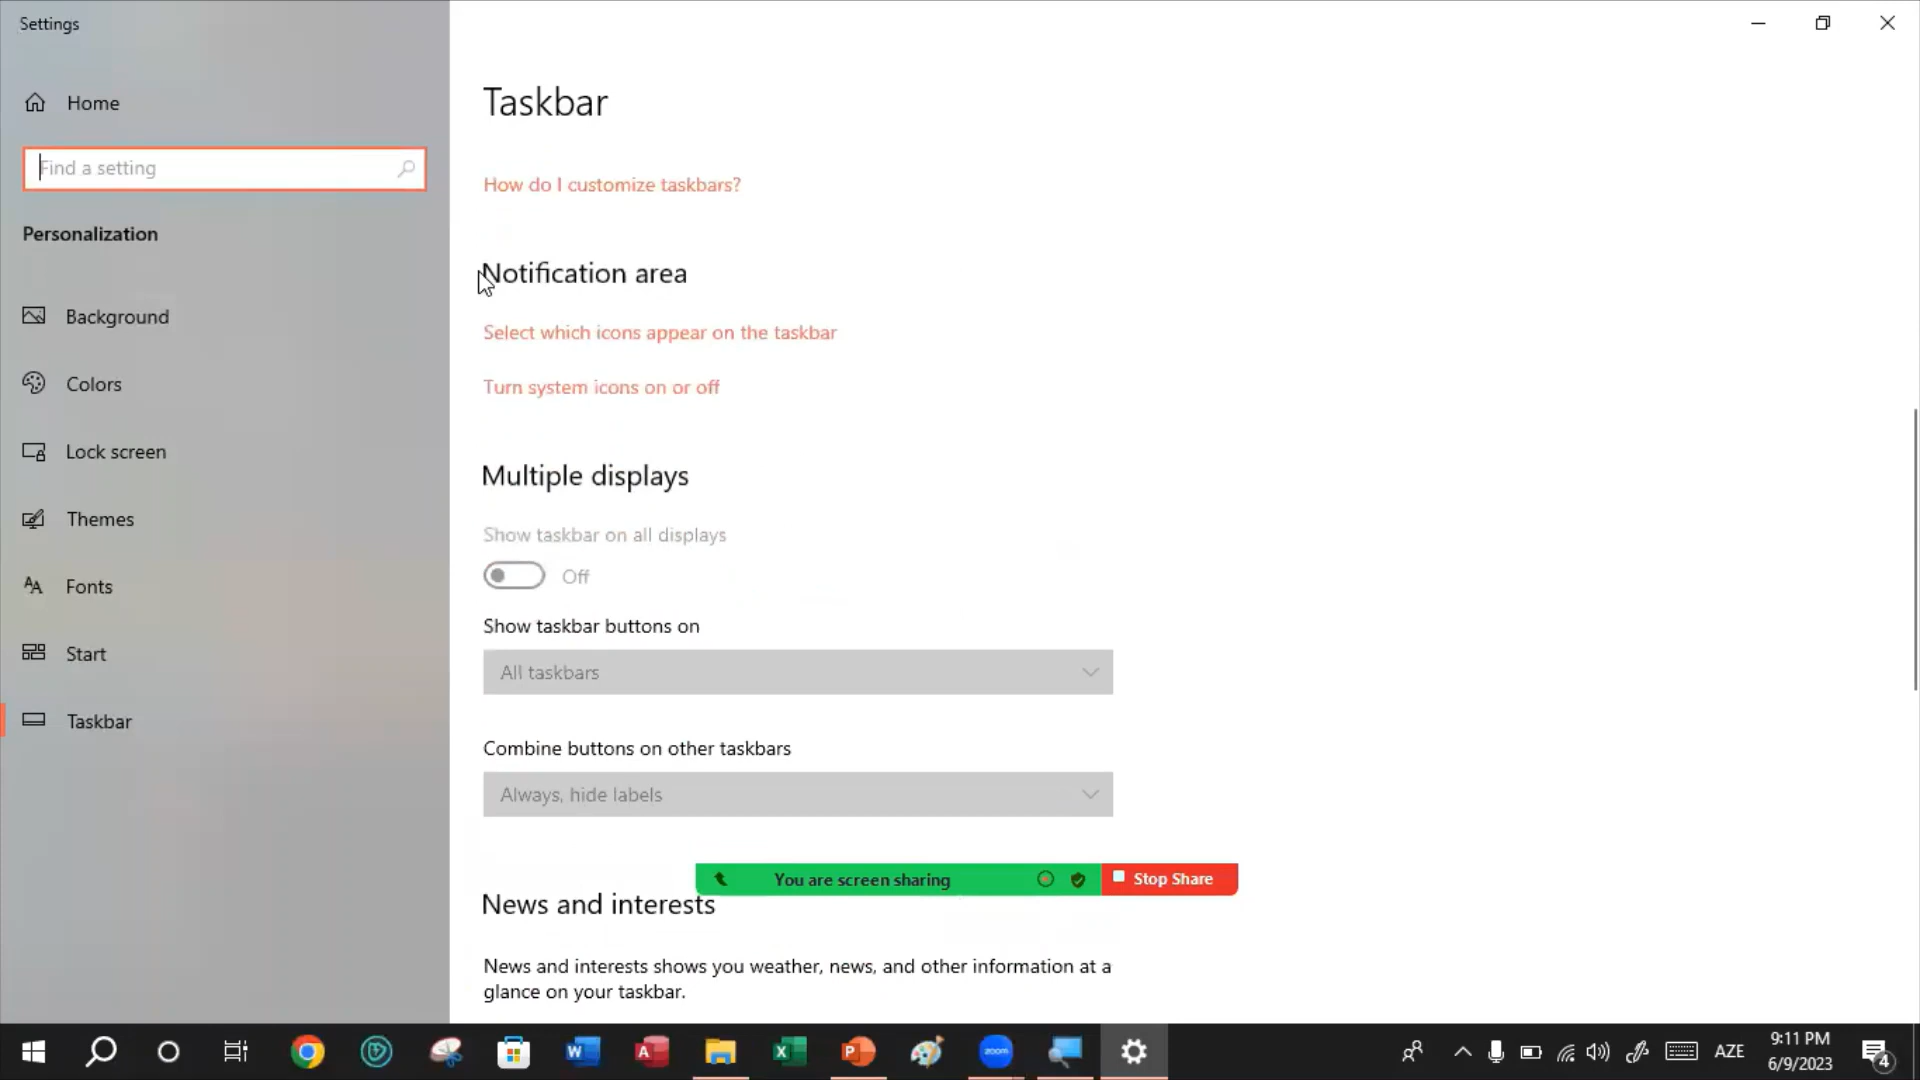 Settings
Home
Find a setting
Personalization
Background
Colors
Lock screen
Themes
Fonts
Start
Taskbar
Taskbar
How do I customize taskbars?
Notification area
Select which icons appear on the taskbar
Turn system icons on or off
Multiple displays
Show taskbar on all displays
Off
Show taskbar buttons on
All taskbars
Combine buttons on other taskbars
Always, hide labels
You are screen sharing
Stop Share
News and interests
News and interests shows you weather, news, and other information at a
glance on your taskbar.
W
A
X
P
zoom
AZE
9:11 PM
6/9/2023
4